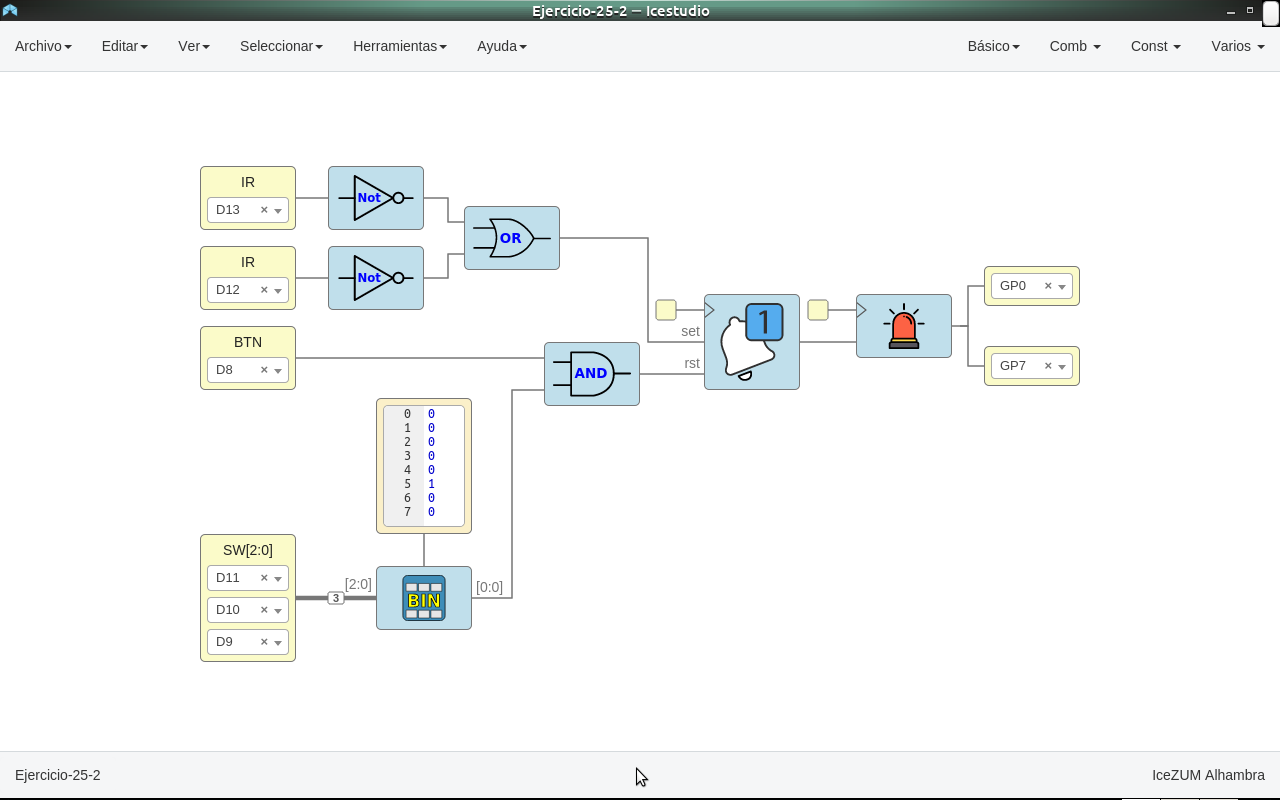 Ejercicio-25-2 — Icestudio
Archivo Editar Ver Seleccionar Herramientas Ayuda Básico Comb Const Varios
IR
D13 ×
Not
OR
IR
D12 ×
Not
BTN
D8 ×
AND
set
rst
1
GP0 ×
GP7 ×
0 0
1 0
2 0
3 0
4 0
5 1
6 0
7 0
SW[2:0]
D11 ×
D10 ×
D9 ×
3
[2:0]
BIN
[0:0]
Ejercicio-25-2
IceZUM Alhambra